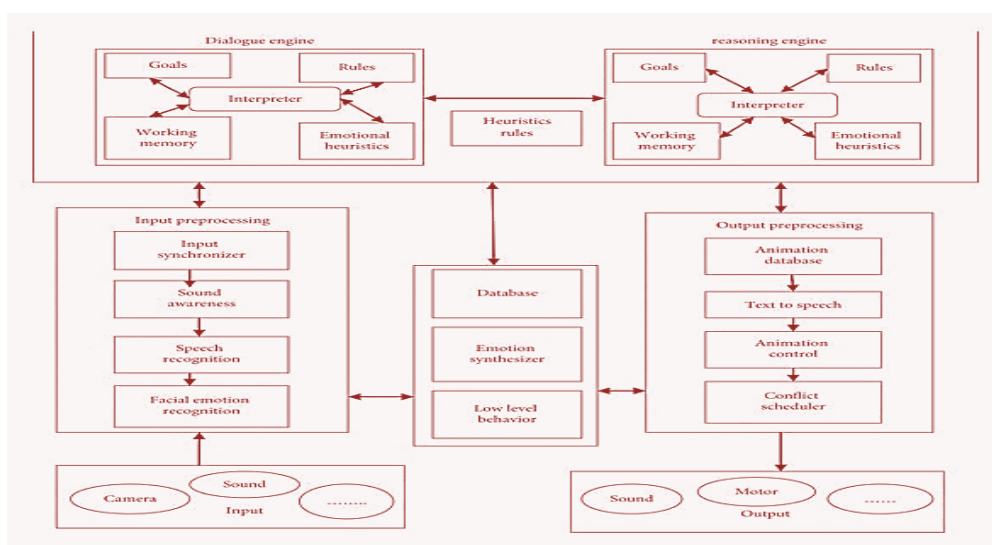 Dialogue engine
Goals
Rules
Interpreter
Working
memory
Emotional
heuristics
Heuristics
rules
reasoning engine
Goals
Rules
Interpreter
Working
memory
Emotional
heuristics
Input preprocessing
Input
synchronizer
Sound
awareness
Speech
recognition
Facial emotion
recognition
Database
Emotion
synthesizer
Low level
behavior
Output preprocessing
Animation
database
Text to speech
Animation
control
Conflict
scheduler
Camera
Sound
........
Input
Sound
Motor
......
Output